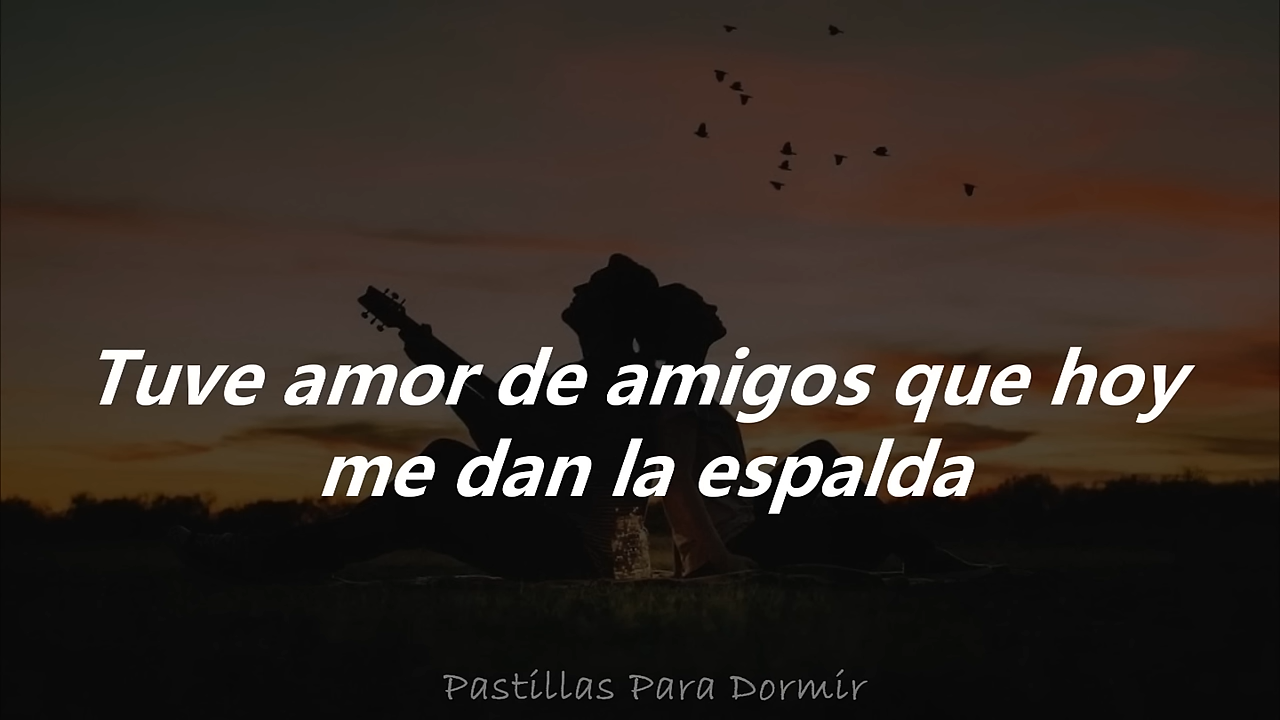 Tuve amor de amigos que hoy
me dan la espalda
Pastillas Para Dormir